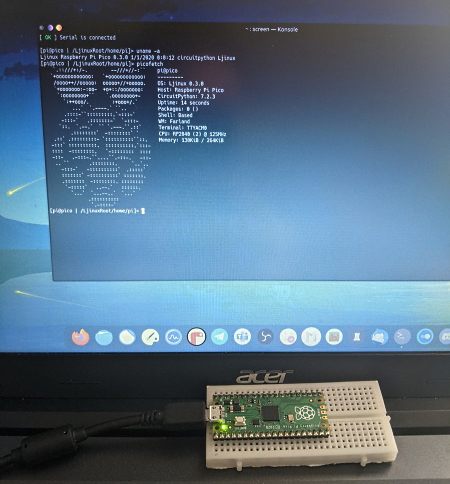 ~ : screen — Konsole
[ OK ] Serial is connected
[pi@pico | /LjinuxRoot/home/pi]> uname -a
Ljinux Raspberry Pi Pico 0.3.0 1/1/2020 0:0:12 circuitpython Ljinux
[pi@pico | /LjinuxRoot/home/pi]> picofetch
pi@pico
---------
OS: Ljinux 0.3.0
Host: Raspberry Pi Pico
CircuitPython: 7.2.3
Uptime: 14 seconds
Packages: 0 ()
Shell: Based
WM: Farland
Terminal: TTYACM0
CPU: RP2040 (2) @ 125MHz
Memory: 130KiB / 264KiB
[pi@pico | /LjinuxRoot/home/pi]>
acer